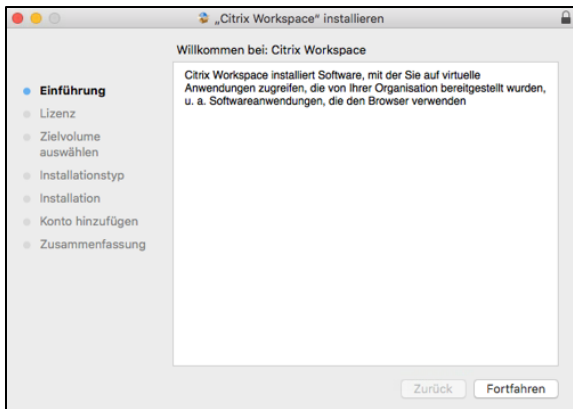 „Citrix Workspace“ installieren
Willkommen bei: Citrix Workspace
Citrix Workspace installiert Software, mit der Sie auf virtuelle
Anwendungen zugreifen, die von Ihrer Organisation bereitgestellt wurden,
u. a. Softwareanwendungen, die den Browser verwenden
Einführung
Lizenz
Zielvolume
auswählen
Installationstyp
Installation
Konto hinzufügen
Zusammenfassung
Zurück
Fortfahren